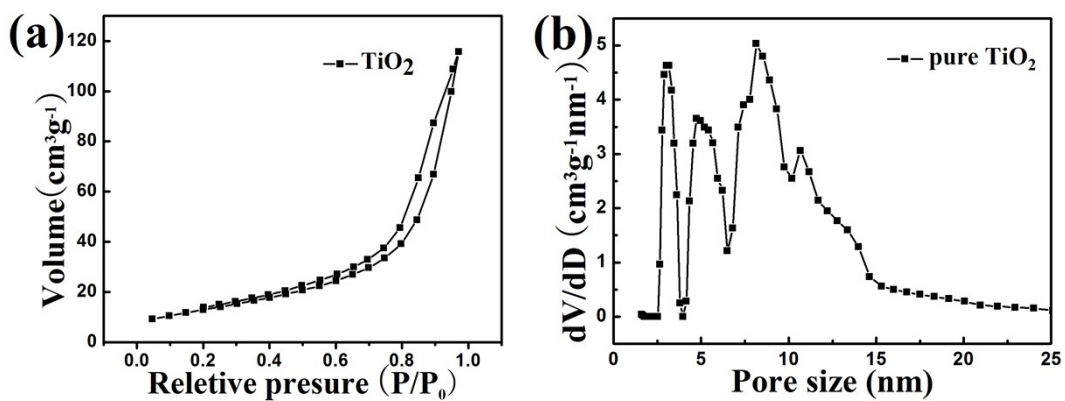 (a)
TiO₂
Volume(cm³g⁻¹)
120
100
80
60
40
20
0
0.0 0.2 0.4 0.6 0.8 1.0
Reletive presure (P/P₀)
(b)
pure TiO₂
dV/dD (cm³g⁻¹nm⁻¹)
5
4
3
2
1
0
0 5 10 15 20 25
Pore size (nm)